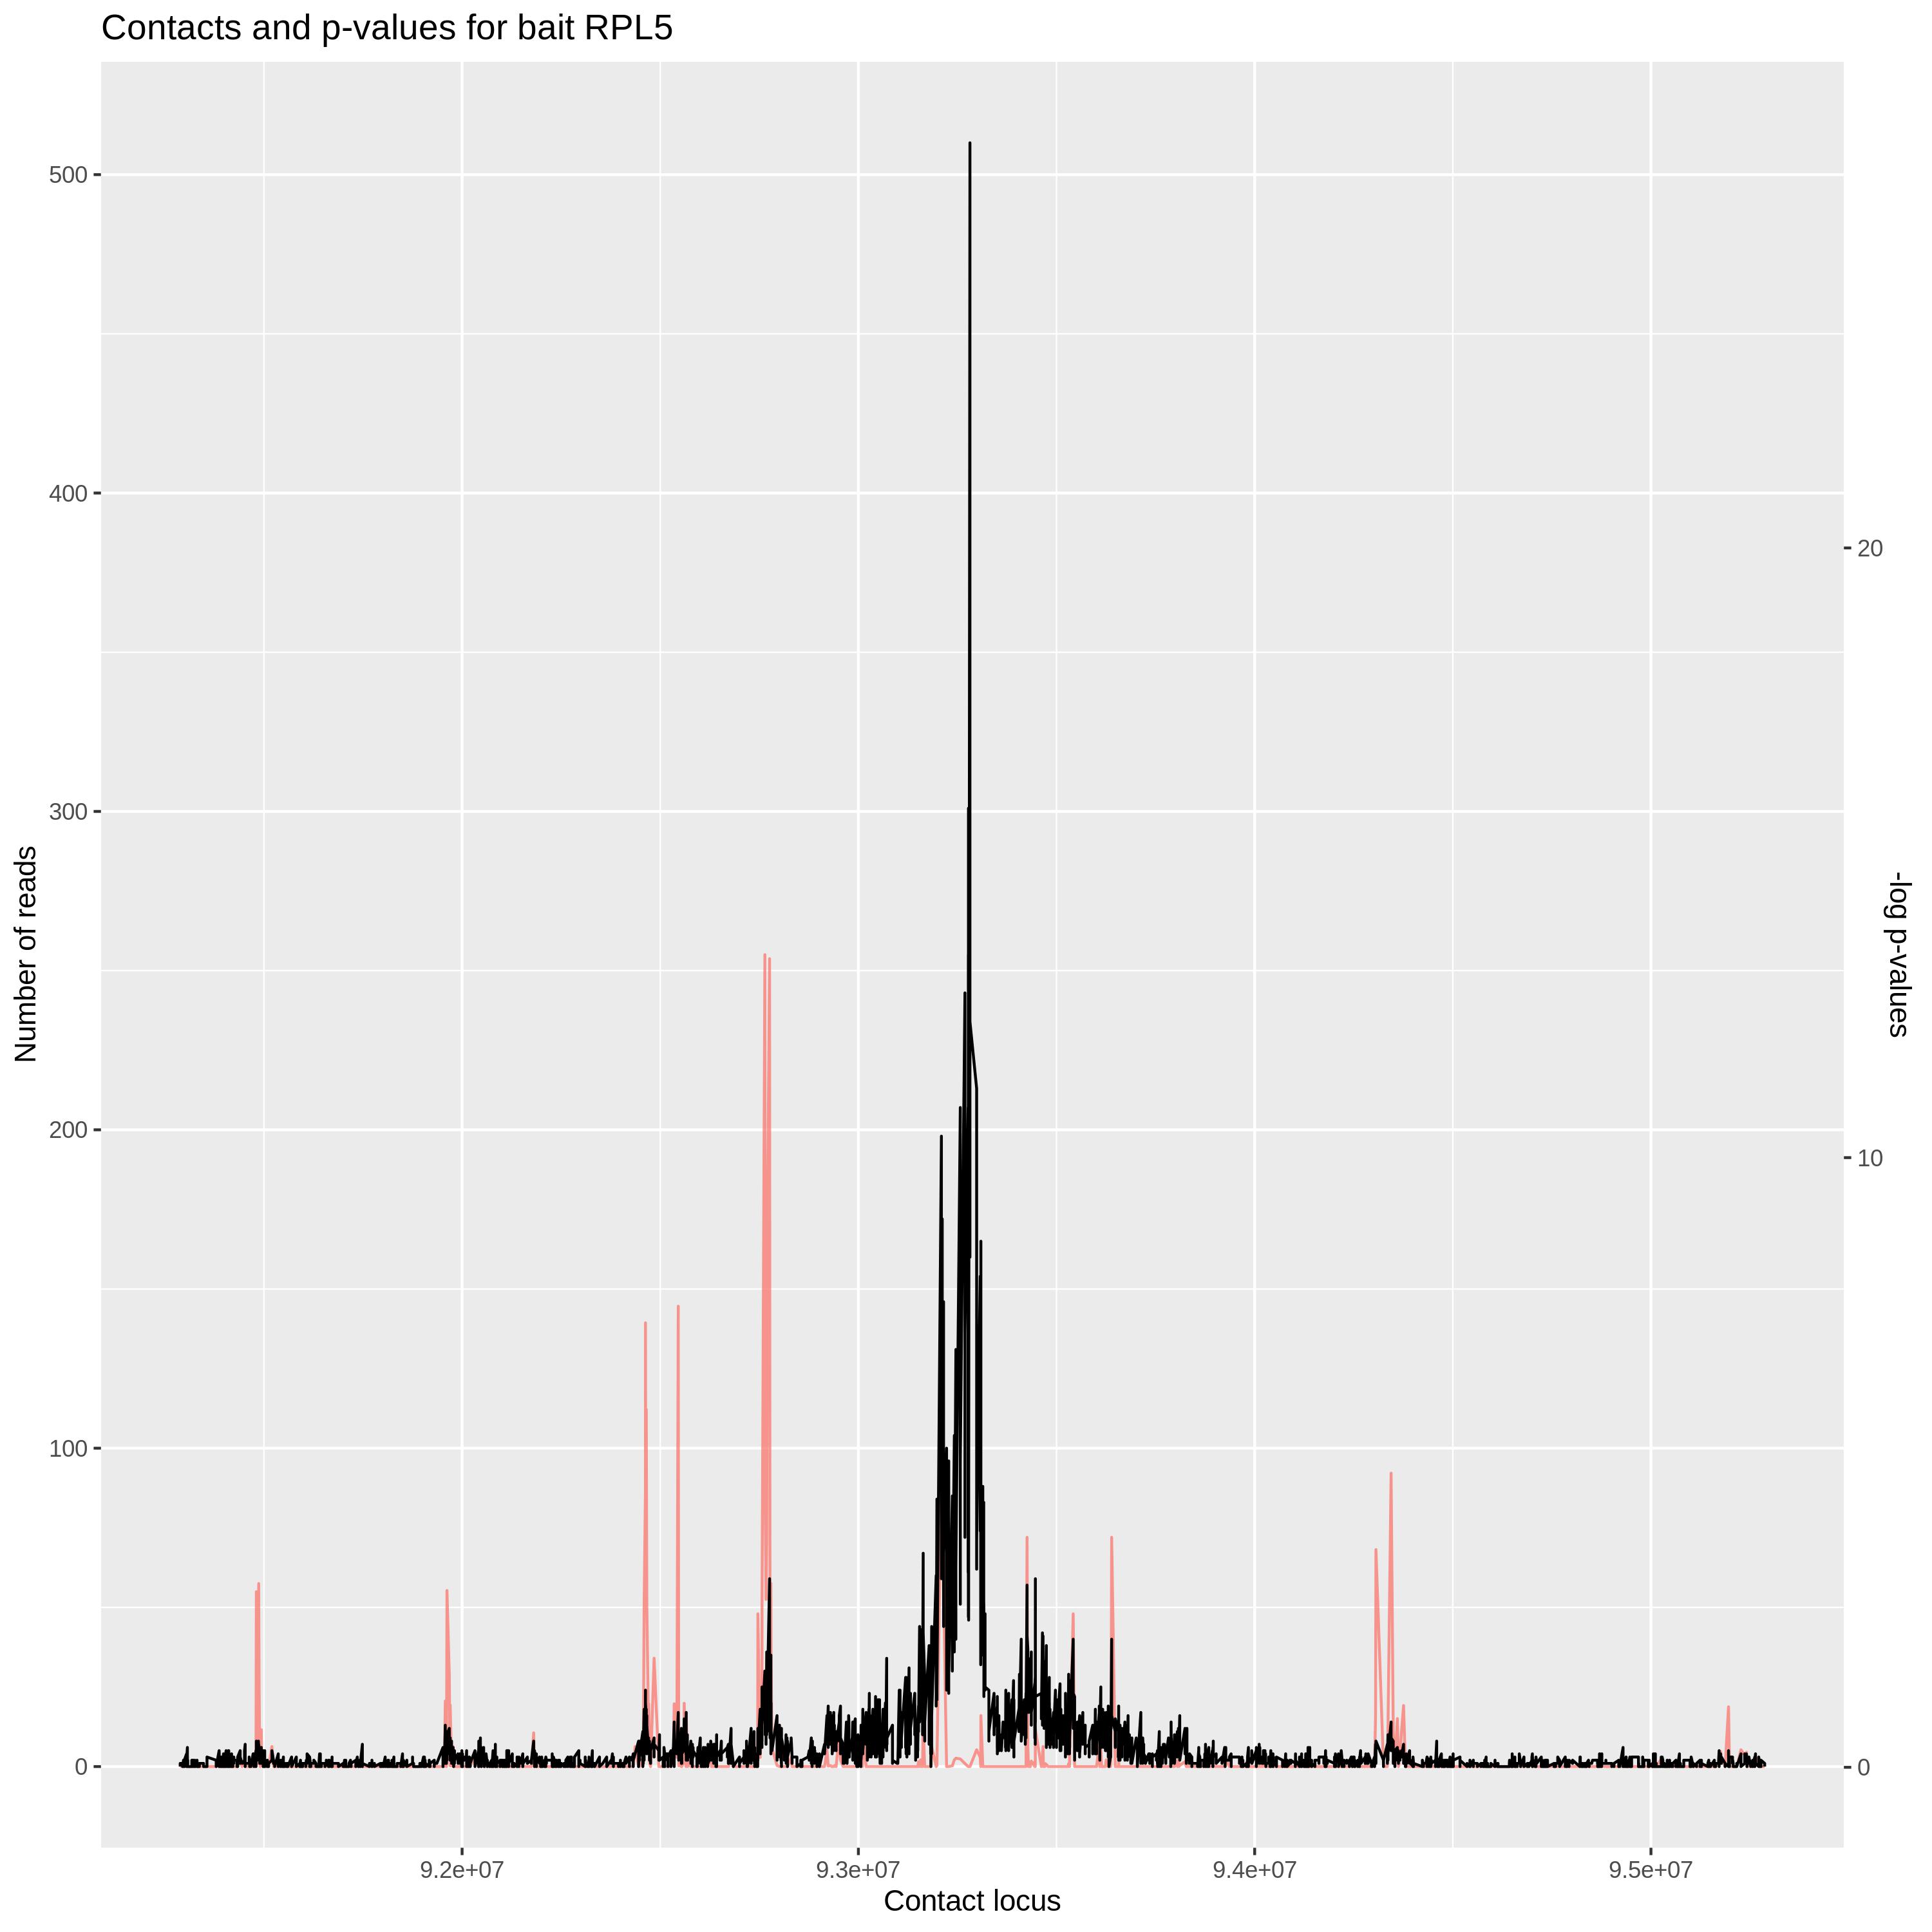 Contacts and p-values for bait RPL5
500
400
300
200
100
0
Number of reads
20
10
0
-log p-values
9.2e+07 9.3e+07 9.4e+07 9.5e+07
Contact locus